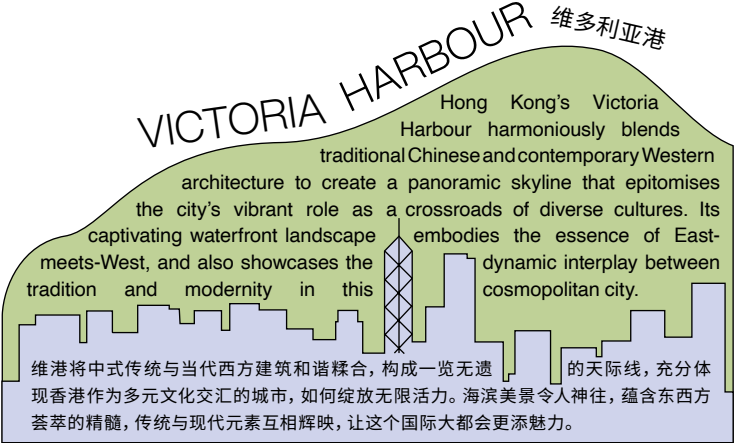 VICTORIA HARBOUR 维多利亚港
Hong Kong's Victoria
Harbour harmoniously blends
traditional Chinese and contemporary Western
architecture to create a panoramic skyline that epitomises
the city's vibrant role as a crossroads of diverse cultures. Its
captivating waterfront landscape embodies the essence of East-
meets-West, and also showcases the dynamic interplay between
tradition and modernity in this cosmopolitan city.
维港将中式传统与当代西方建筑和谐糅合，构成一览无遗的天际线，充分体
现香港作为多元文化交汇的城市，如何绽放无限活力。海滨美景令人神往，蕴含东西方
荟萃的精髓，传统与现代元素互相辉映，让这个国际大都会更添魅力。